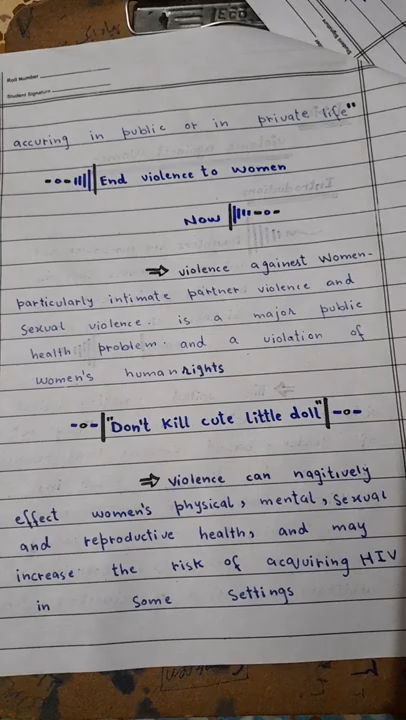 Roll Number
Student Signature
accuring in public or in private life"
End violence to women
Now
⇒ violence againest Women-
particularly intimate partner violence and
Sexual violence. is a major public
health problem. and a violation of
women's human rights
"Don't Kill cute little doll"
⇒ violence can nagitively
effect women's physical, mental, sexual
and reproductive health, and may
increase the risk of acquiring HIV
in some settings